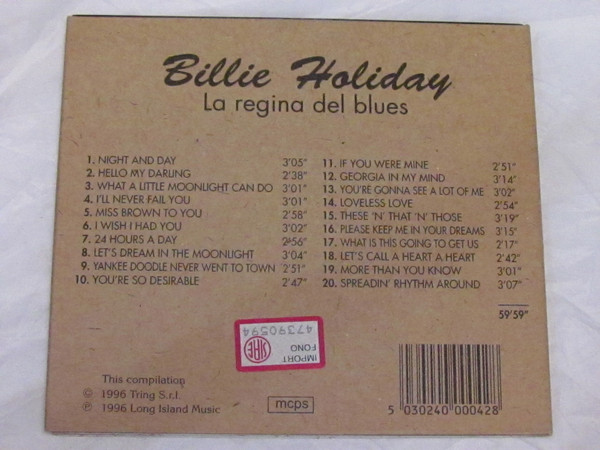 Billie Holiday
La regina del blues
1. NIGHT AND DAY 3'05"
2. HELLO MY DARLING 2'38"
3. WHAT A LITTLE MOONLIGHT CAN DO 3'01"
4. I'LL NEVER FAIL YOU 3'01"
5. MISS BROWN TO YOU 2'58"
6. I WISH I HAD YOU 3'02"
7. 24 HOURS A DAY 2'56"
8. LET'S DREAM IN THE MOONLIGHT 3'04"
9. YANKEE DOODLE NEVER WENT TO TOWN 2'51"
10. YOU'RE SO DESIRABLE 2'47"
11. IF YOU WERE MINE 2'51"
12. GEORGIA IN MY MIND 3'14"
13. YOU'RE GONNA SEE A LOT OF ME 3'02"
14. LOVELESS LOVE 2'54"
15. THESE 'N' THAT 'N' THOSE 3'19"
16. PLEASE KEEP ME IN YOUR DREAMS 3'15"
17. WHAT IS THIS GOING TO GET US 2'17"
18. LET'S CALL A HEART A HEART 2'42"
19. MORE THAN YOU KNOW 3'01"
20. SPREADIN' RHYTHM AROUND 3'07"
59'59"
47390594
SIAE
IMPORT
FONO
This compilation
© 1996 Tring S.r.l.
℗ 1996 Long Island Music
mcps
5 030240 000428